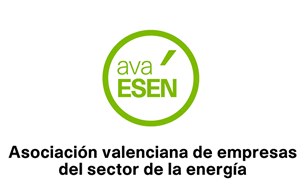 ava
ESEN
Asociación valenciana de empresas
del sector de la energía